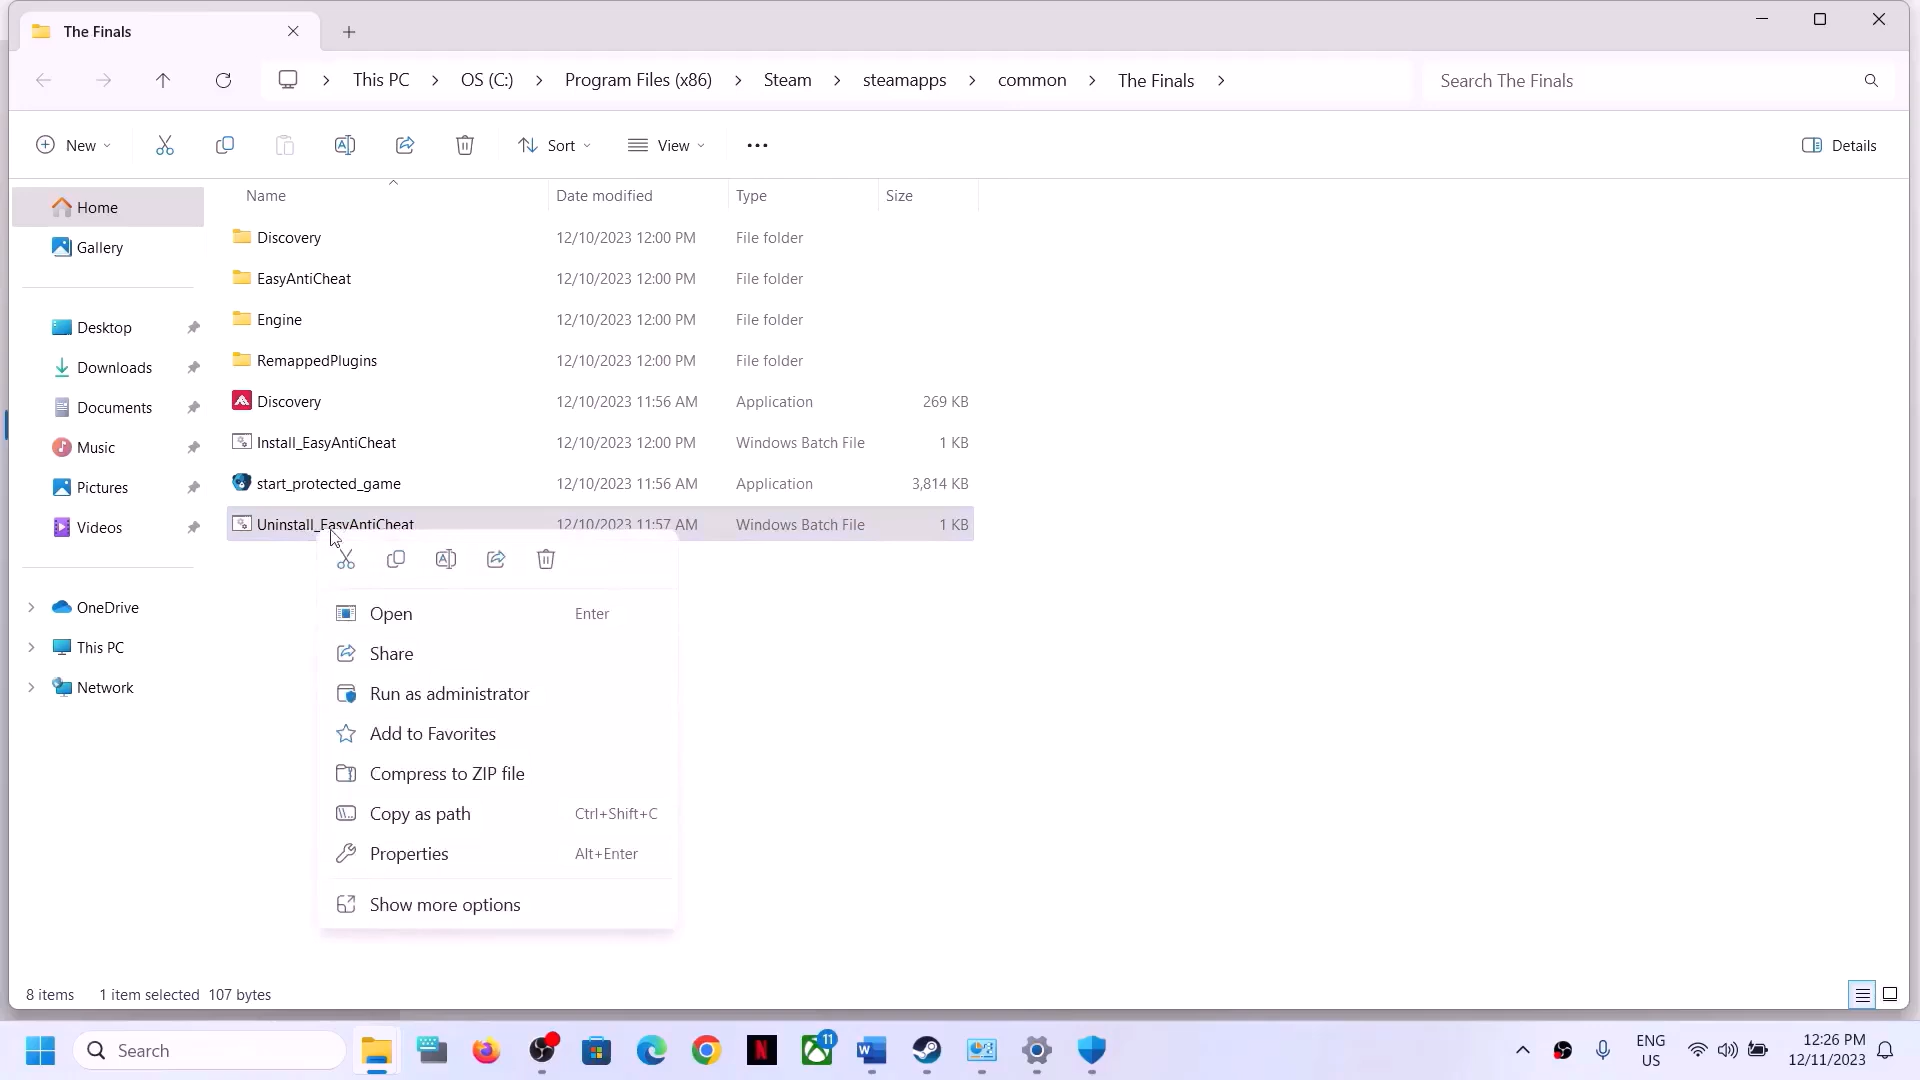 The Finals
This PC
OS (C:)
Program Files (x86)
Steam
steamapps
common
The Finals
Search The Finals
New
Sort
View
Details
Name
Date modified
Type
Size
Home
Gallery
Desktop
Downloads
Documents
Music
Pictures
Videos
OneDrive
This PC
Network
Discovery 12/10/2023 12:00 PM File folder
EasyAntiCheat 12/10/2023 12:00 PM File folder
Engine 12/10/2023 12:00 PM File folder
RemappedPlugins 12/10/2023 12:00 PM File folder
Discovery 12/10/2023 11:56 AM Application 269 KB
Install_EasyAntiCheat 12/10/2023 12:00 PM Windows Batch File 1 KB
start_protected_game 12/10/2023 11:56 AM Application 3,814 KB
Uninstall_EasyAntiCheat 12/10/2023 11:57 AM Windows Batch File 1 KB
Open Enter
Share
Run as administrator
Add to Favorites
Compress to ZIP file
Copy as path Ctrl+Shift+C
Properties Alt+Enter
Show more options
8 items 1 item selected 107 bytes
Search
11
ENG
US
12:26 PM
12/11/2023